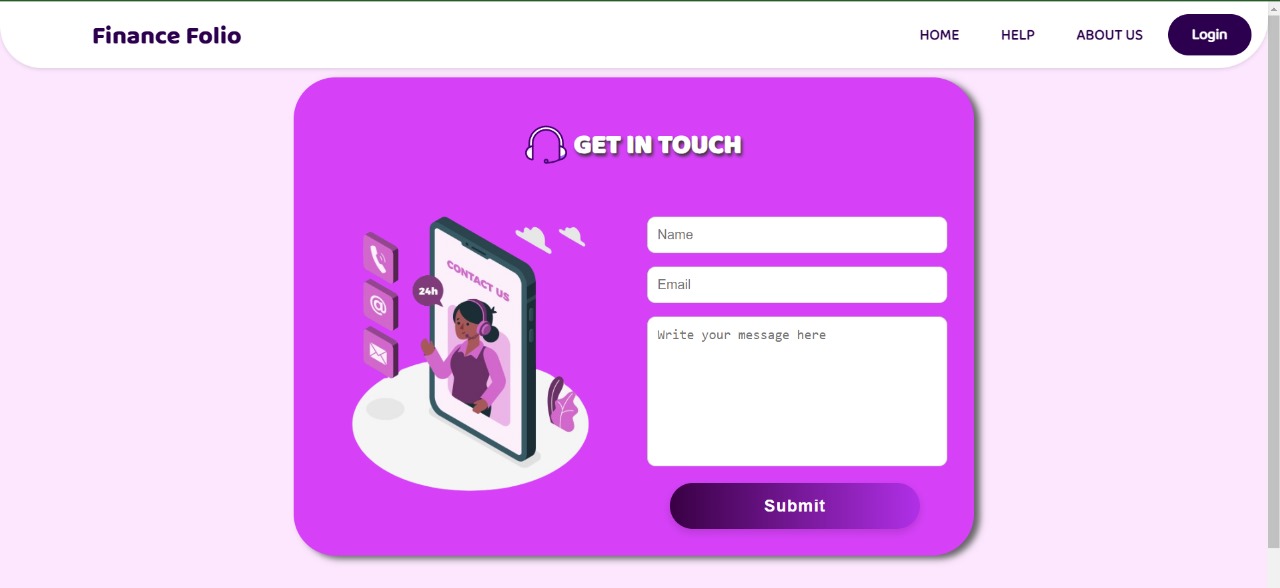 Finance Folio
HOME
HELP
ABOUT US
Login
GET IN TOUCH
CONTACT US
24h
@
Name
Email
Write your message here
Submit